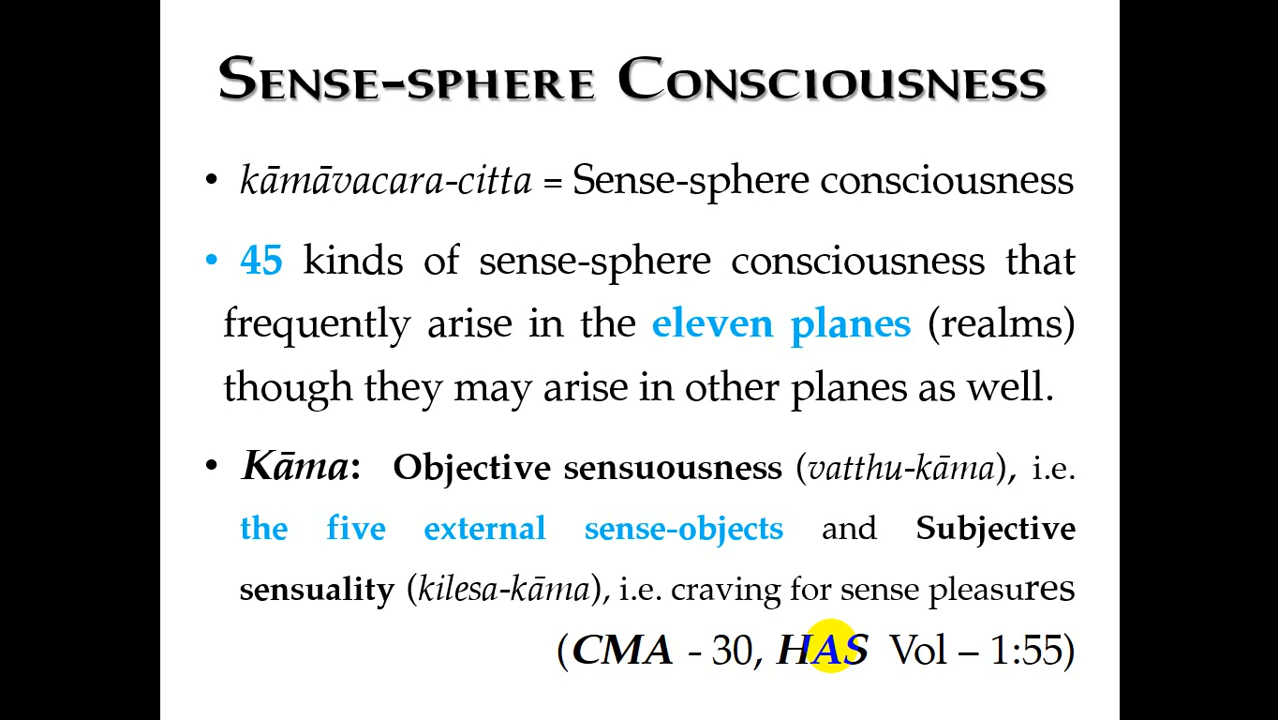 SENSE-SPHERE CONSCIOUSNESS
• kāmāvacara-citta = Sense-sphere consciousness
• 45 kinds of sense-sphere consciousness that
frequently arise in the eleven planes (realms)
though they may arise in other planes as well.
• Kāma: Objective sensuousness (vatthu-kāma), i.e.
the five external sense-objects and Subjective
sensuality (kilesa-kāma), i.e. craving for sense pleasures
(CMA - 30, HAS Vol – 1:55)